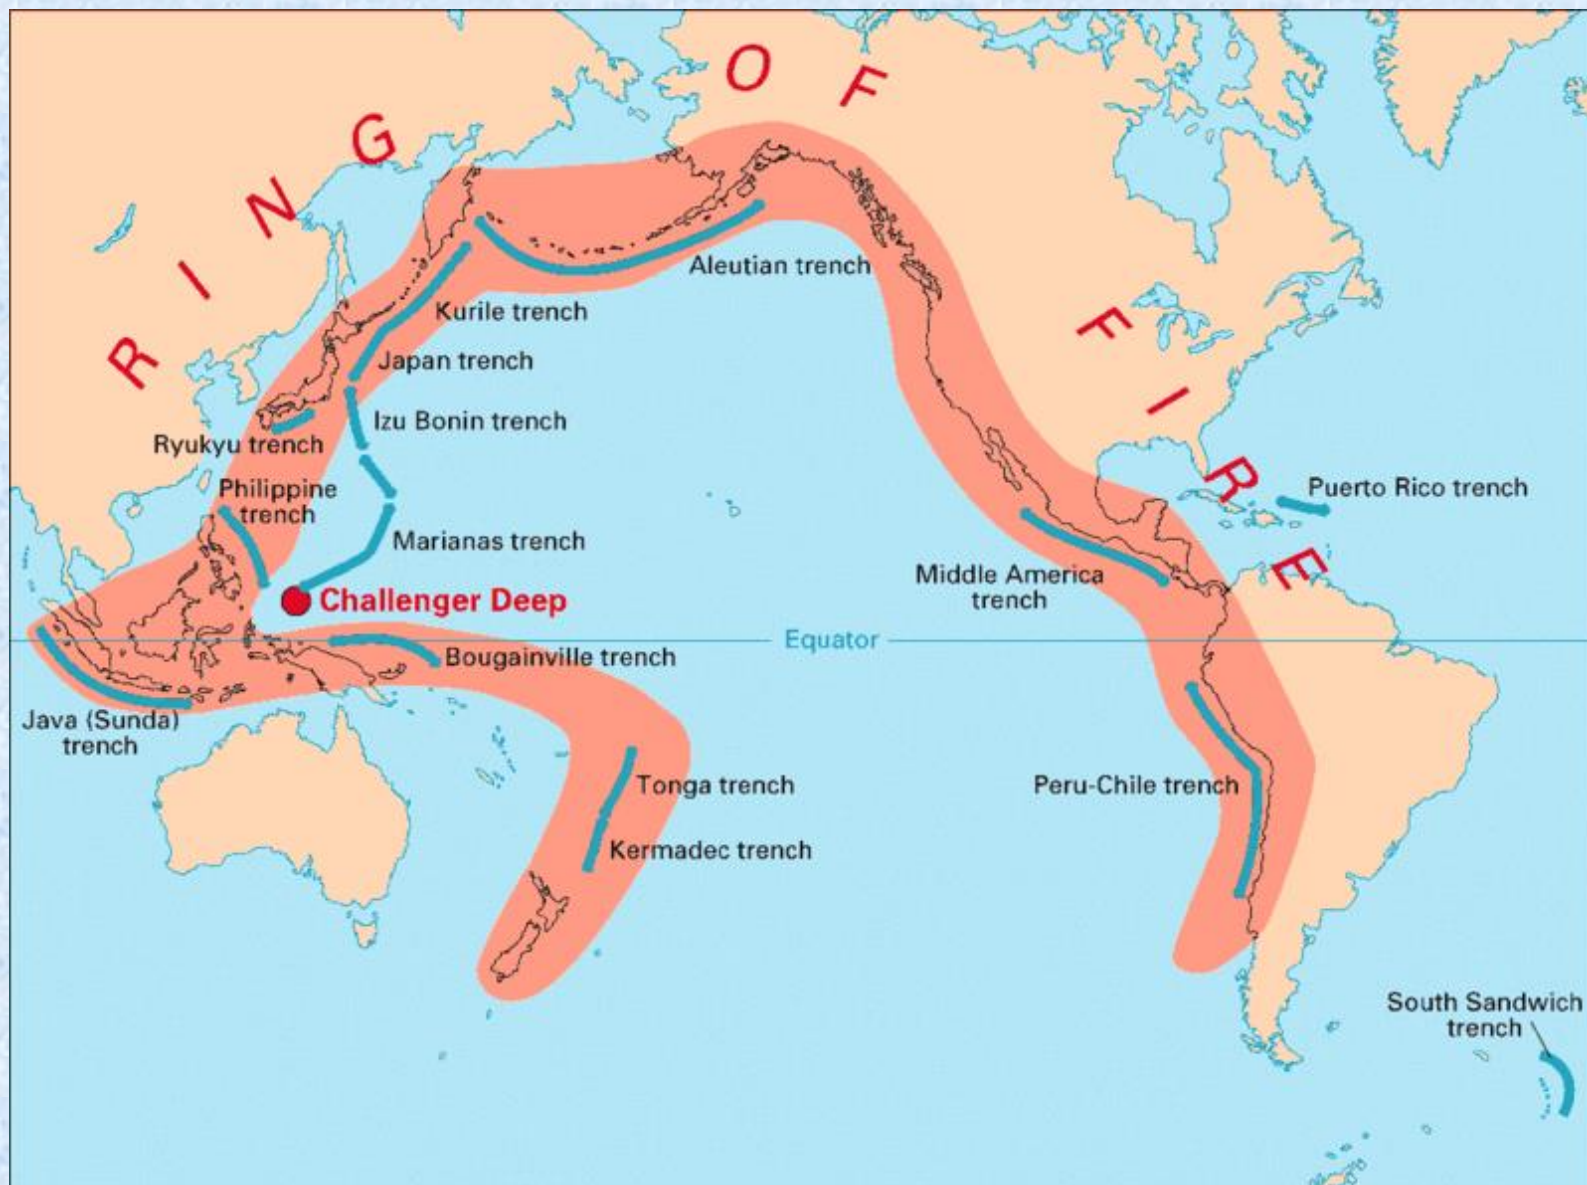 RING OF FIRE
Aleutian trench
Kurile trench
Japan trench
Izu Bonin trench
Ryukyu trench
Philippine
trench
Marianas trench
Challenger Deep
Puerto Rico trench
Middle America
trench
Equator
Bougainville trench
Java (Sunda)
trench
Tonga trench
Peru-Chile trench
Kermadec trench
South Sandwich
trench